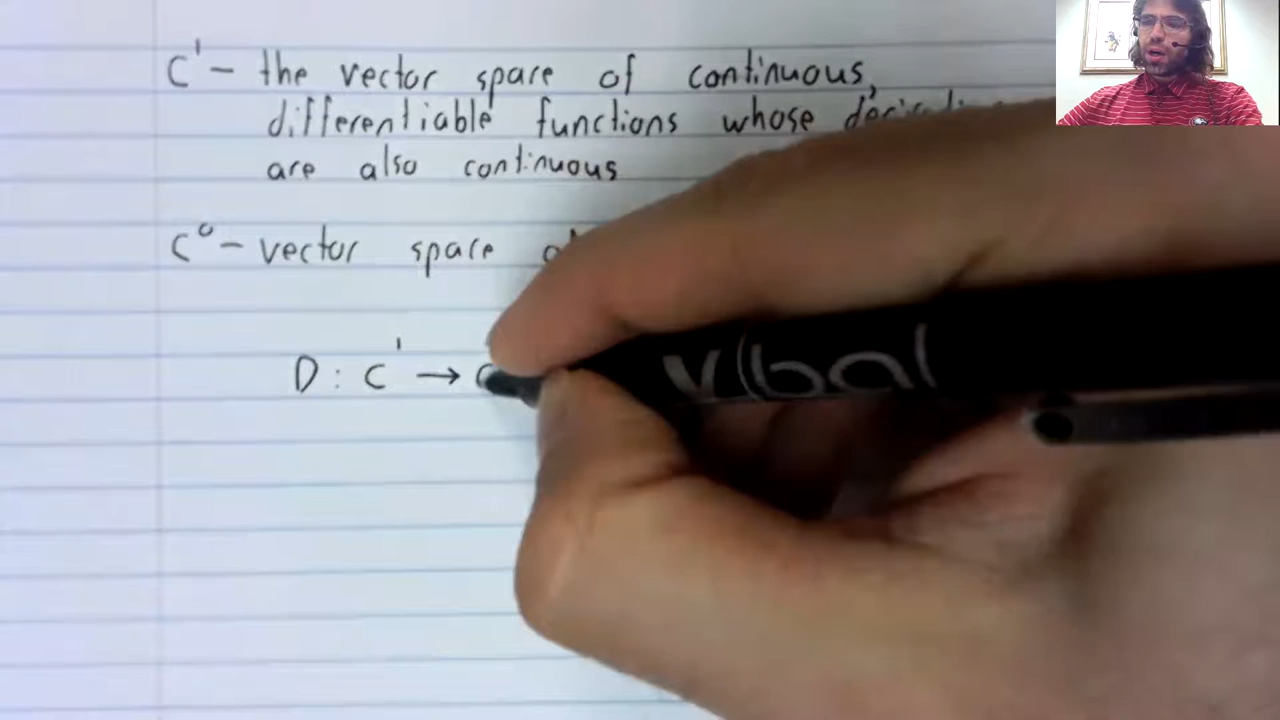 C¹ – the vector space of continuous,
differentiable functions whose
are also continuous
C⁰ – vector space
D : C¹ → C